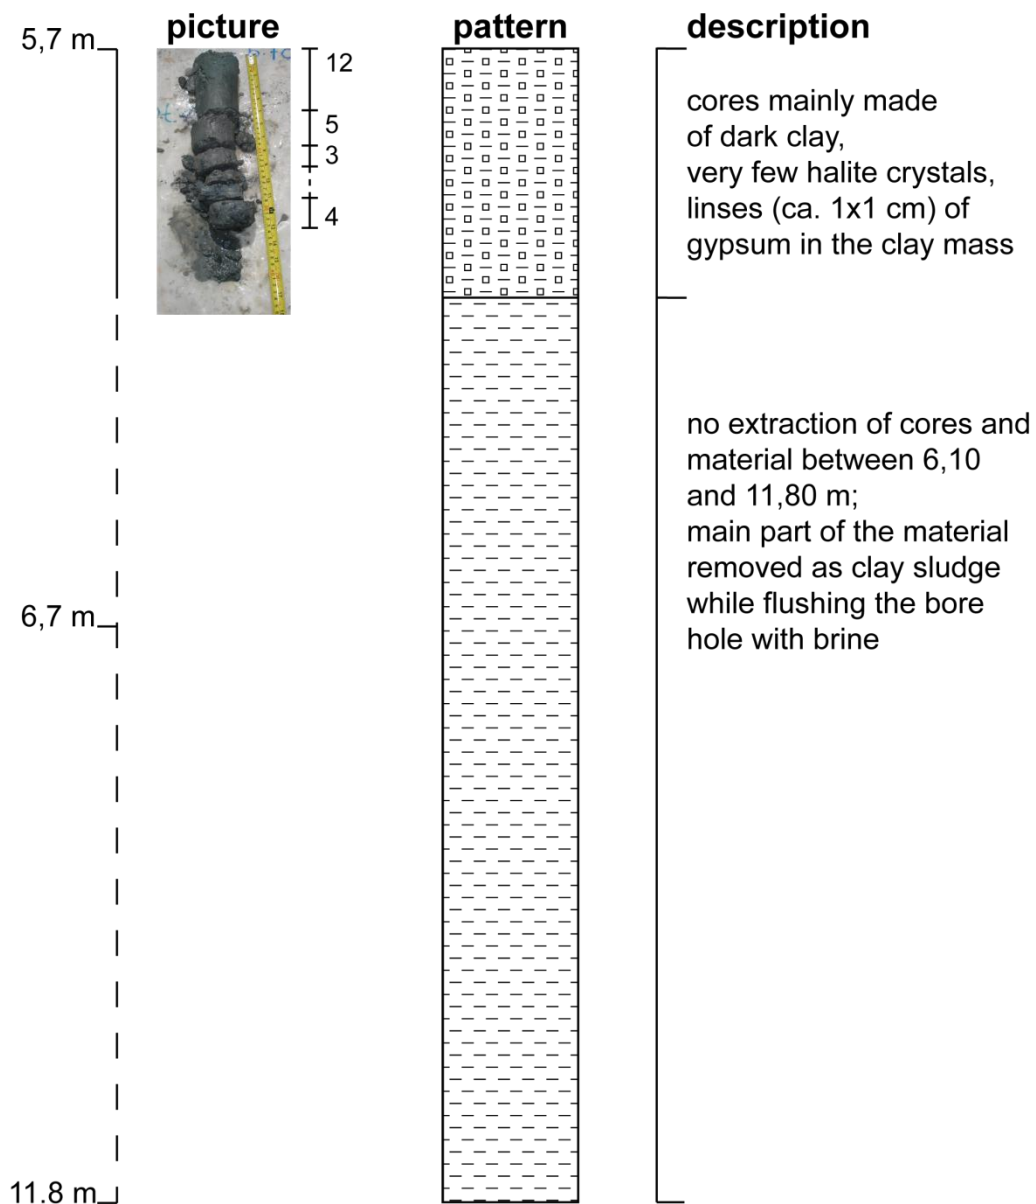 picture pattern description
5,7 m
12
5
3
4
cores mainly made
of dark clay,
very few halite crystals,
linses (ca. 1x1 cm) of
gypsum in the clay mass
no extraction of cores and
material between 6,10
and 11,80 m;
main part of the material
removed as clay sludge
while flushing the bore
hole with brine
6,7 m
11.8 m